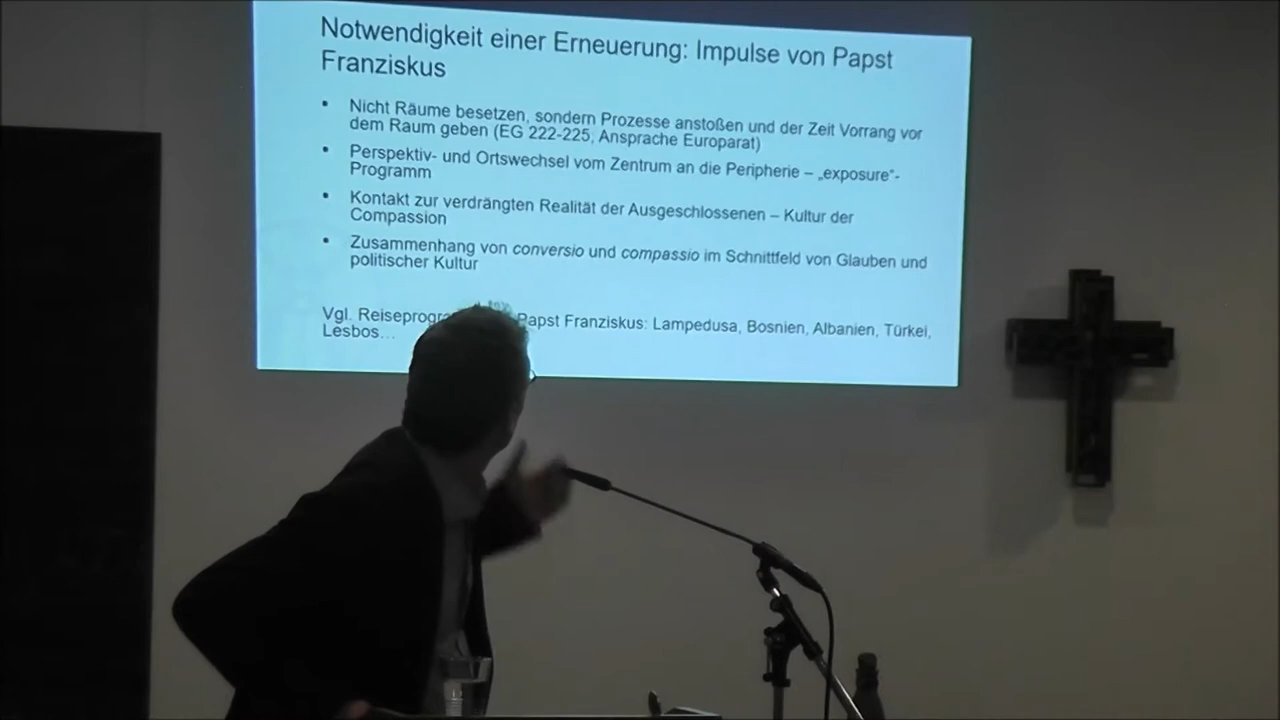 Notwendigkeit einer Erneuerung: Impulse von Papst
Franziskus
• Nicht Räume besetzen, sondern Prozesse anstoßen und der Zeit Vorrang vor
dem Raum geben (EG 222-225, Ansprache Europarat)
• Perspektiv- und Ortswechsel vom Zentrum an die Peripherie – „exposure“-
Programm
• Kontakt zur verdrängten Realität der Ausgeschlossenen – Kultur der
Compassion
• Zusammenhang von conversio und compassio im Schnittfeld von Glauben und
politischer Kultur
Vgl. Papst Franziskus: Lampedusa, Bosnien, Albanien, Türkei,
Lesbos…